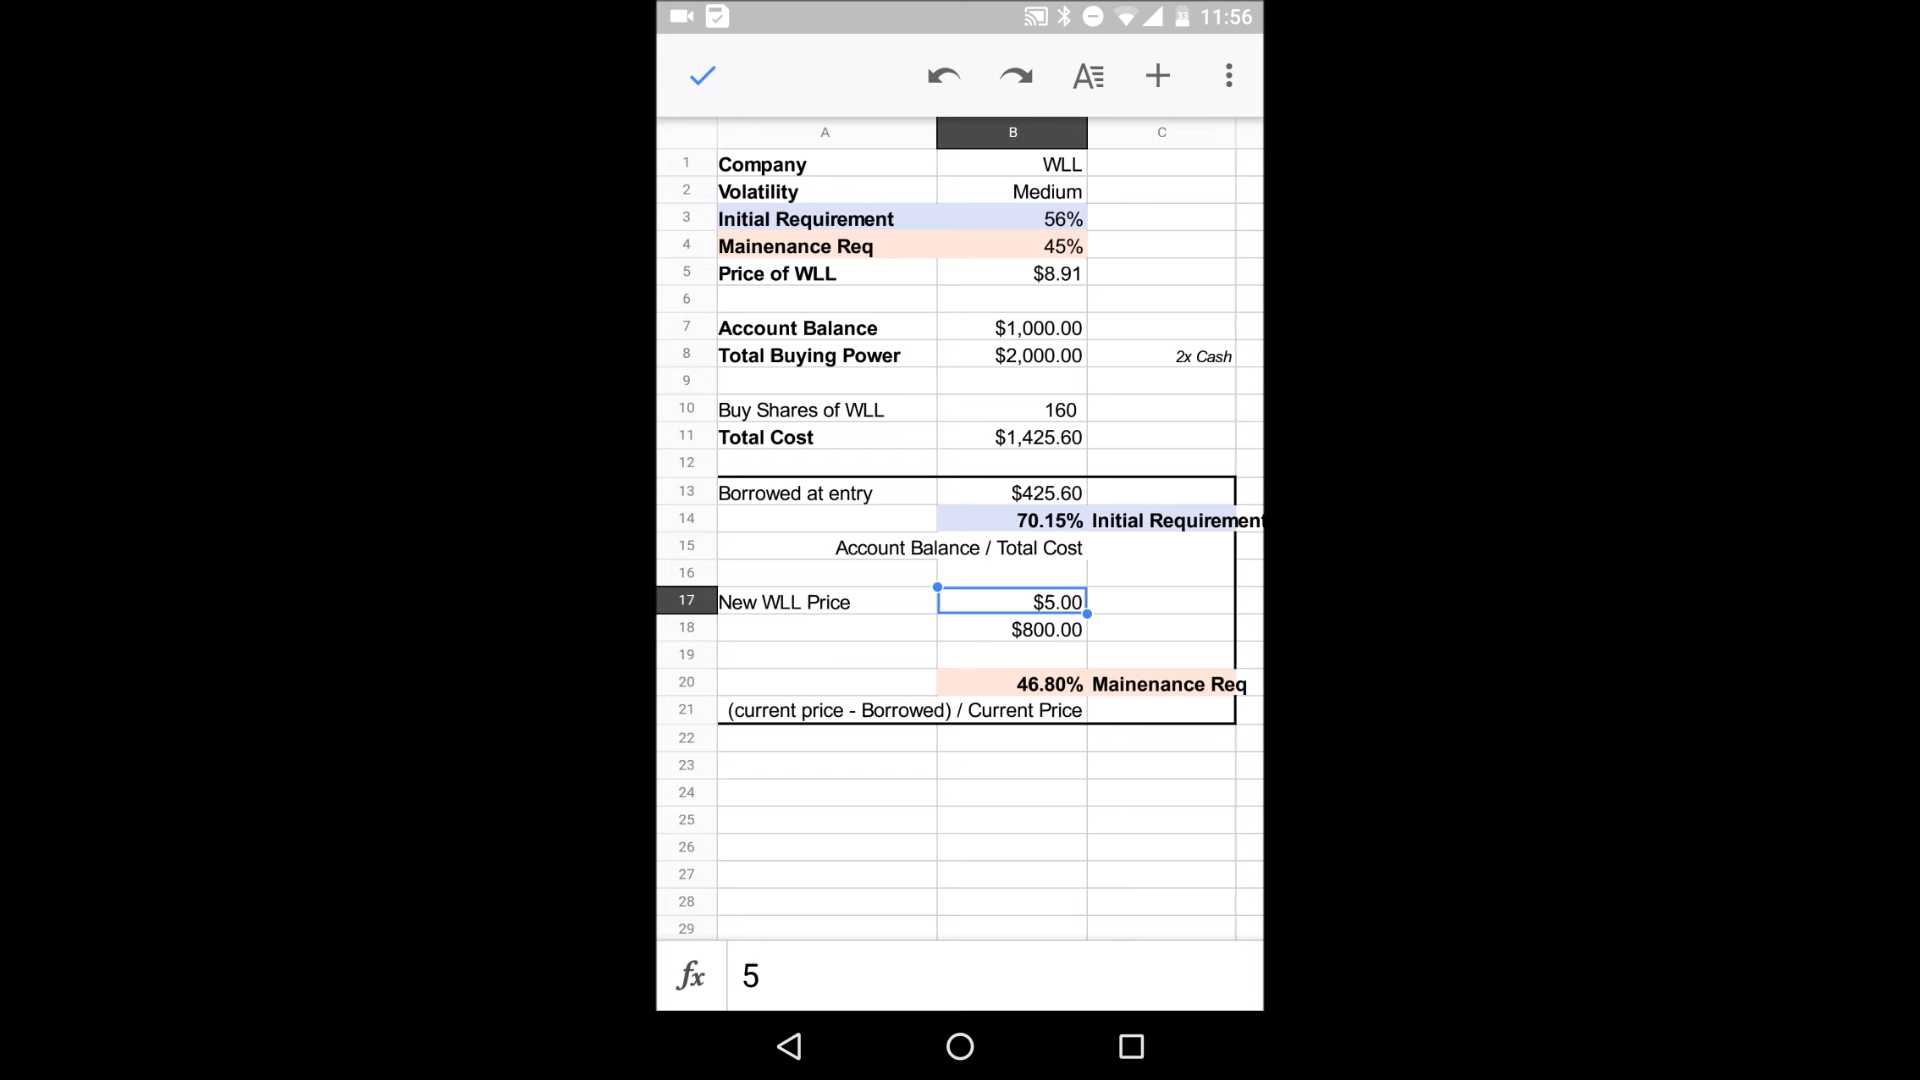 11:56
A B C
1 Company WLL
2 Volatility Medium
3 Initial Requirement 56%
4 Mainenance Req 45%
5 Price of WLL $8.91
6
7 Account Balance $1,000.00
8 Total Buying Power $2,000.00 2x Cash
9
10 Buy Shares of WLL 160
11 Total Cost $1,425.60
12
13 Borrowed at entry $425.60
14 70.15% Initial Requirement
15 Account Balance / Total Cost
16
17 New WLL Price $5.00
18 $800.00
19
20 46.80% Mainenance Req
21 (current price - Borrowed) / Current Price
22
23
24
25
26
27
28
29
fx 5